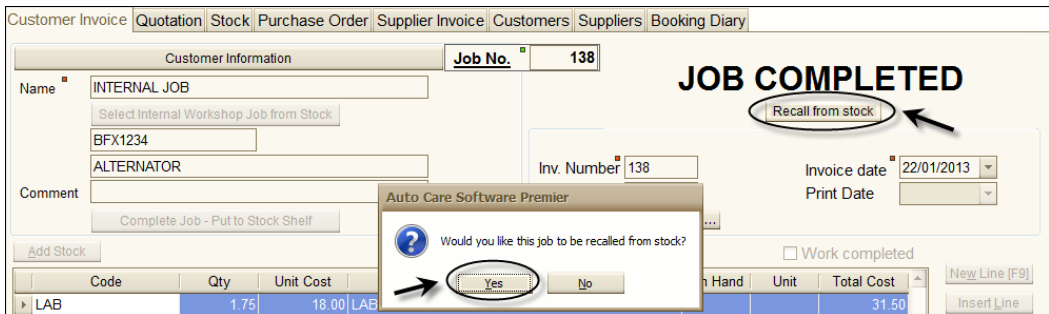 Customer Invoice Quotation Stock Purchase Order Supplier Invoice Customers Suppliers Booking Diary
Customer Information Job No. 138
JOB COMPLETED
Name INTERNAL JOB
Recall from stock
Select Internal Workshop Job from Stock
BFX1234
ALTERNATOR Inv. Number 138 Invoice date 22/01/2013
Comment Print Date
Auto Care Software Premier
Complete Job - Put to Stock Shelf ...
Would you like this job to be recalled from stock?
Add Stock Work completed
Yes No
New Line [F9]
Code Qty Unit Cost Hand Unit Total Cost
LAB 1.75 18.00 LAB 31.50 Insert Line